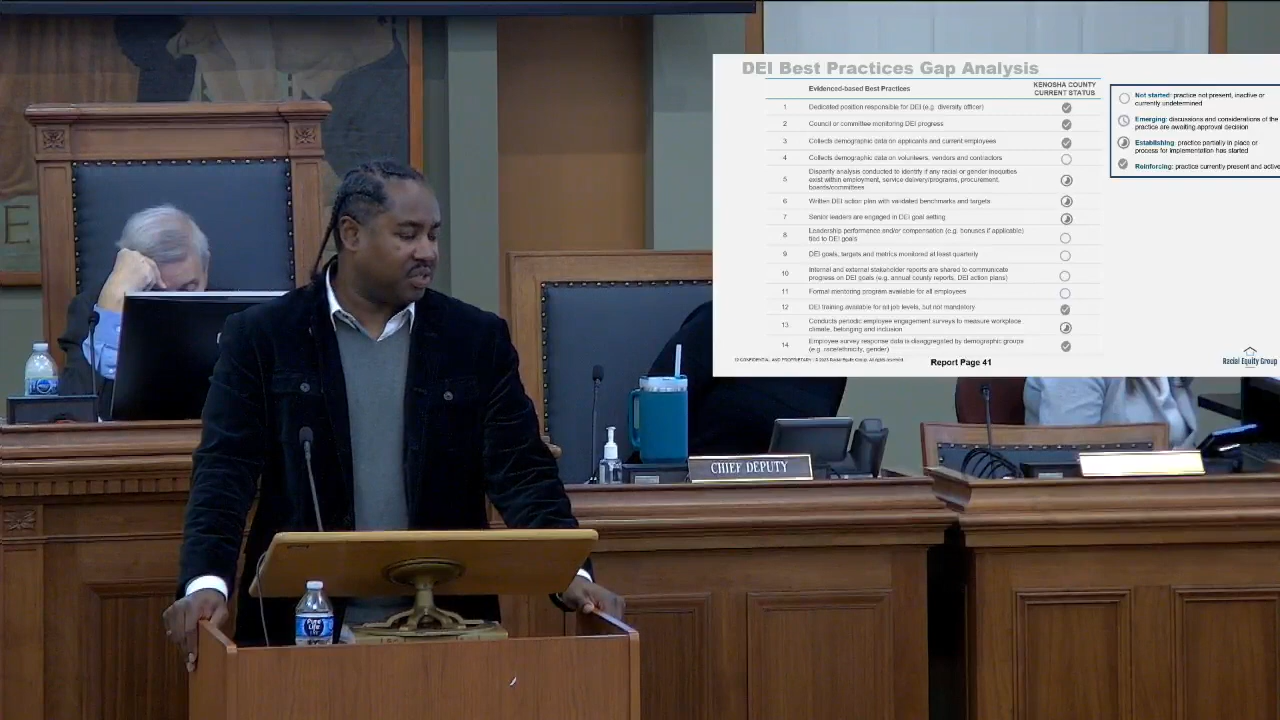 DEI Best Practices Gap Analysis
Evidenced-based Best Practices
KENOSHA COUNTY
CURRENT STATUS
1 Dedicated position responsible for DEI (e.g. diversity officer)
2 Council or committee monitoring DEI progress
3 Collects demographic data on applicants and current employees
4 Collects demographic data on volunteers, vendors and contractors
5 Disparity analysis conducted to identify if any racial or gender inequities
exist within employment, service delivery/programs, procurement,
boards/committees
6 Written DEI action plan with validated benchmarks and targets
7 Senior leaders are engaged in DEI goal setting
8 Leadership performance and/or compensation (e.g. bonuses if applicable)
tied to DEI goals
9 DEI goals, targets and metrics monitored at least quarterly
10 Internal and external stakeholder reports are shared to communicate
progress on DEI goals (e.g. annual county reports, DEI action plans)
11 Formal mentoring program available for all employees
12 DEI training available for all job levels, but not mandatory
13 Conducts periodic employee engagement surveys to measure workplace
climate, belonging and inclusion
14 Employee survey response data is disaggregated by demographic groups
(e.g. race/ethnicity, gender)
Not started: practice not present, inactive or
currently undetermined
Emerging: discussions and considerations of the
practice are awaiting approval decision
Establishing: practice partially in place or
process for implementation has started
Reinforcing: practice currently present and active
CONFIDENTIAL AND PROPRIETARY Racial Equity Group. All rights reserved.
Report Page 41
Racial Equity Group
E
CHIEF DEPUTY
Pure
Life